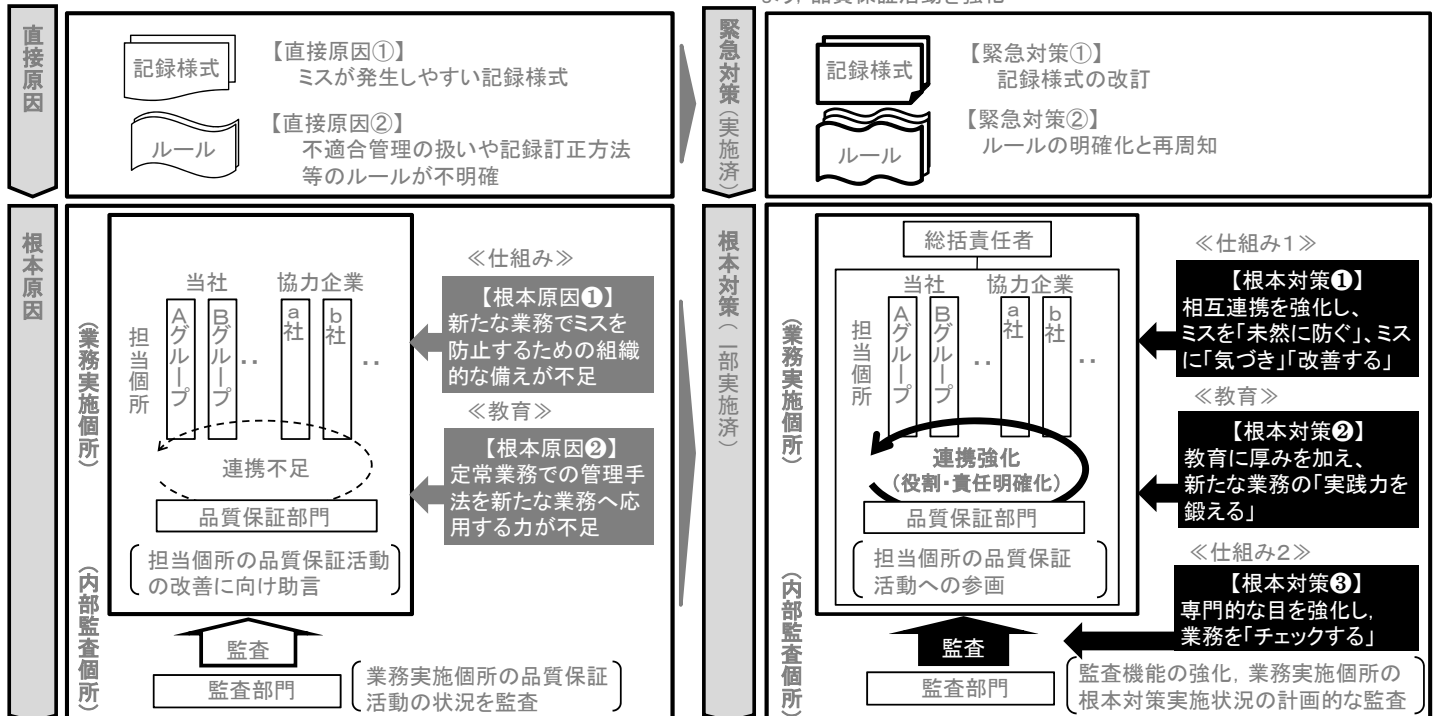 直接原因
記録様式
【直接原因①】
ミスが発生しやすい記録様式
ルール
【直接原因②】
不適合管理の扱いや記録訂正方法
等のルールが不明確
緊急対策（実施済）
記録様式
【緊急対策①】
記録様式の改訂
ルール
【緊急対策②】
ルールの明確化と再周知
根本原因
（業務実施個所）
当社
協力企業
担当個所
Aグループ
Bグループ
‥
a社
b社
‥
連携不足
品質保証部門
担当個所の品質保証活動
の改善に向け助言
≪仕組み≫
【根本原因❶】
新たな業務でミスを
防止するための組織
的な備えが不足
≪教育≫
【根本原因❷】
定常業務での管理手
法を新たな業務へ応
用する力が不足
（内部監査個所）
監査
監査部門
業務実施個所の品質保証
活動の状況を監査
根本対策（一部実施済）
（業務実施個所）
総括責任者
当社
協力企業
担当個所
Aグループ
Bグループ
‥
a社
b社
‥
連携強化
（役割・責任明確化）
品質保証部門
担当個所の品質保証
活動への参画
≪仕組み１≫
【根本対策❶】
相互連携を強化し、
ミスを「未然に防ぐ」、ミス
に「気づき」「改善する」
≪教育≫
【根本対策❷】
教育に厚みを加え、
新たな業務の「実践力を
鍛える」
≪仕組み２≫
【根本対策❸】
専門的な目を強化し，
業務を「チェックする」
（内部監査個所）
監査
監査部門
監査機能の強化，業務実施個所の
根本対策実施状況の計画的な監査